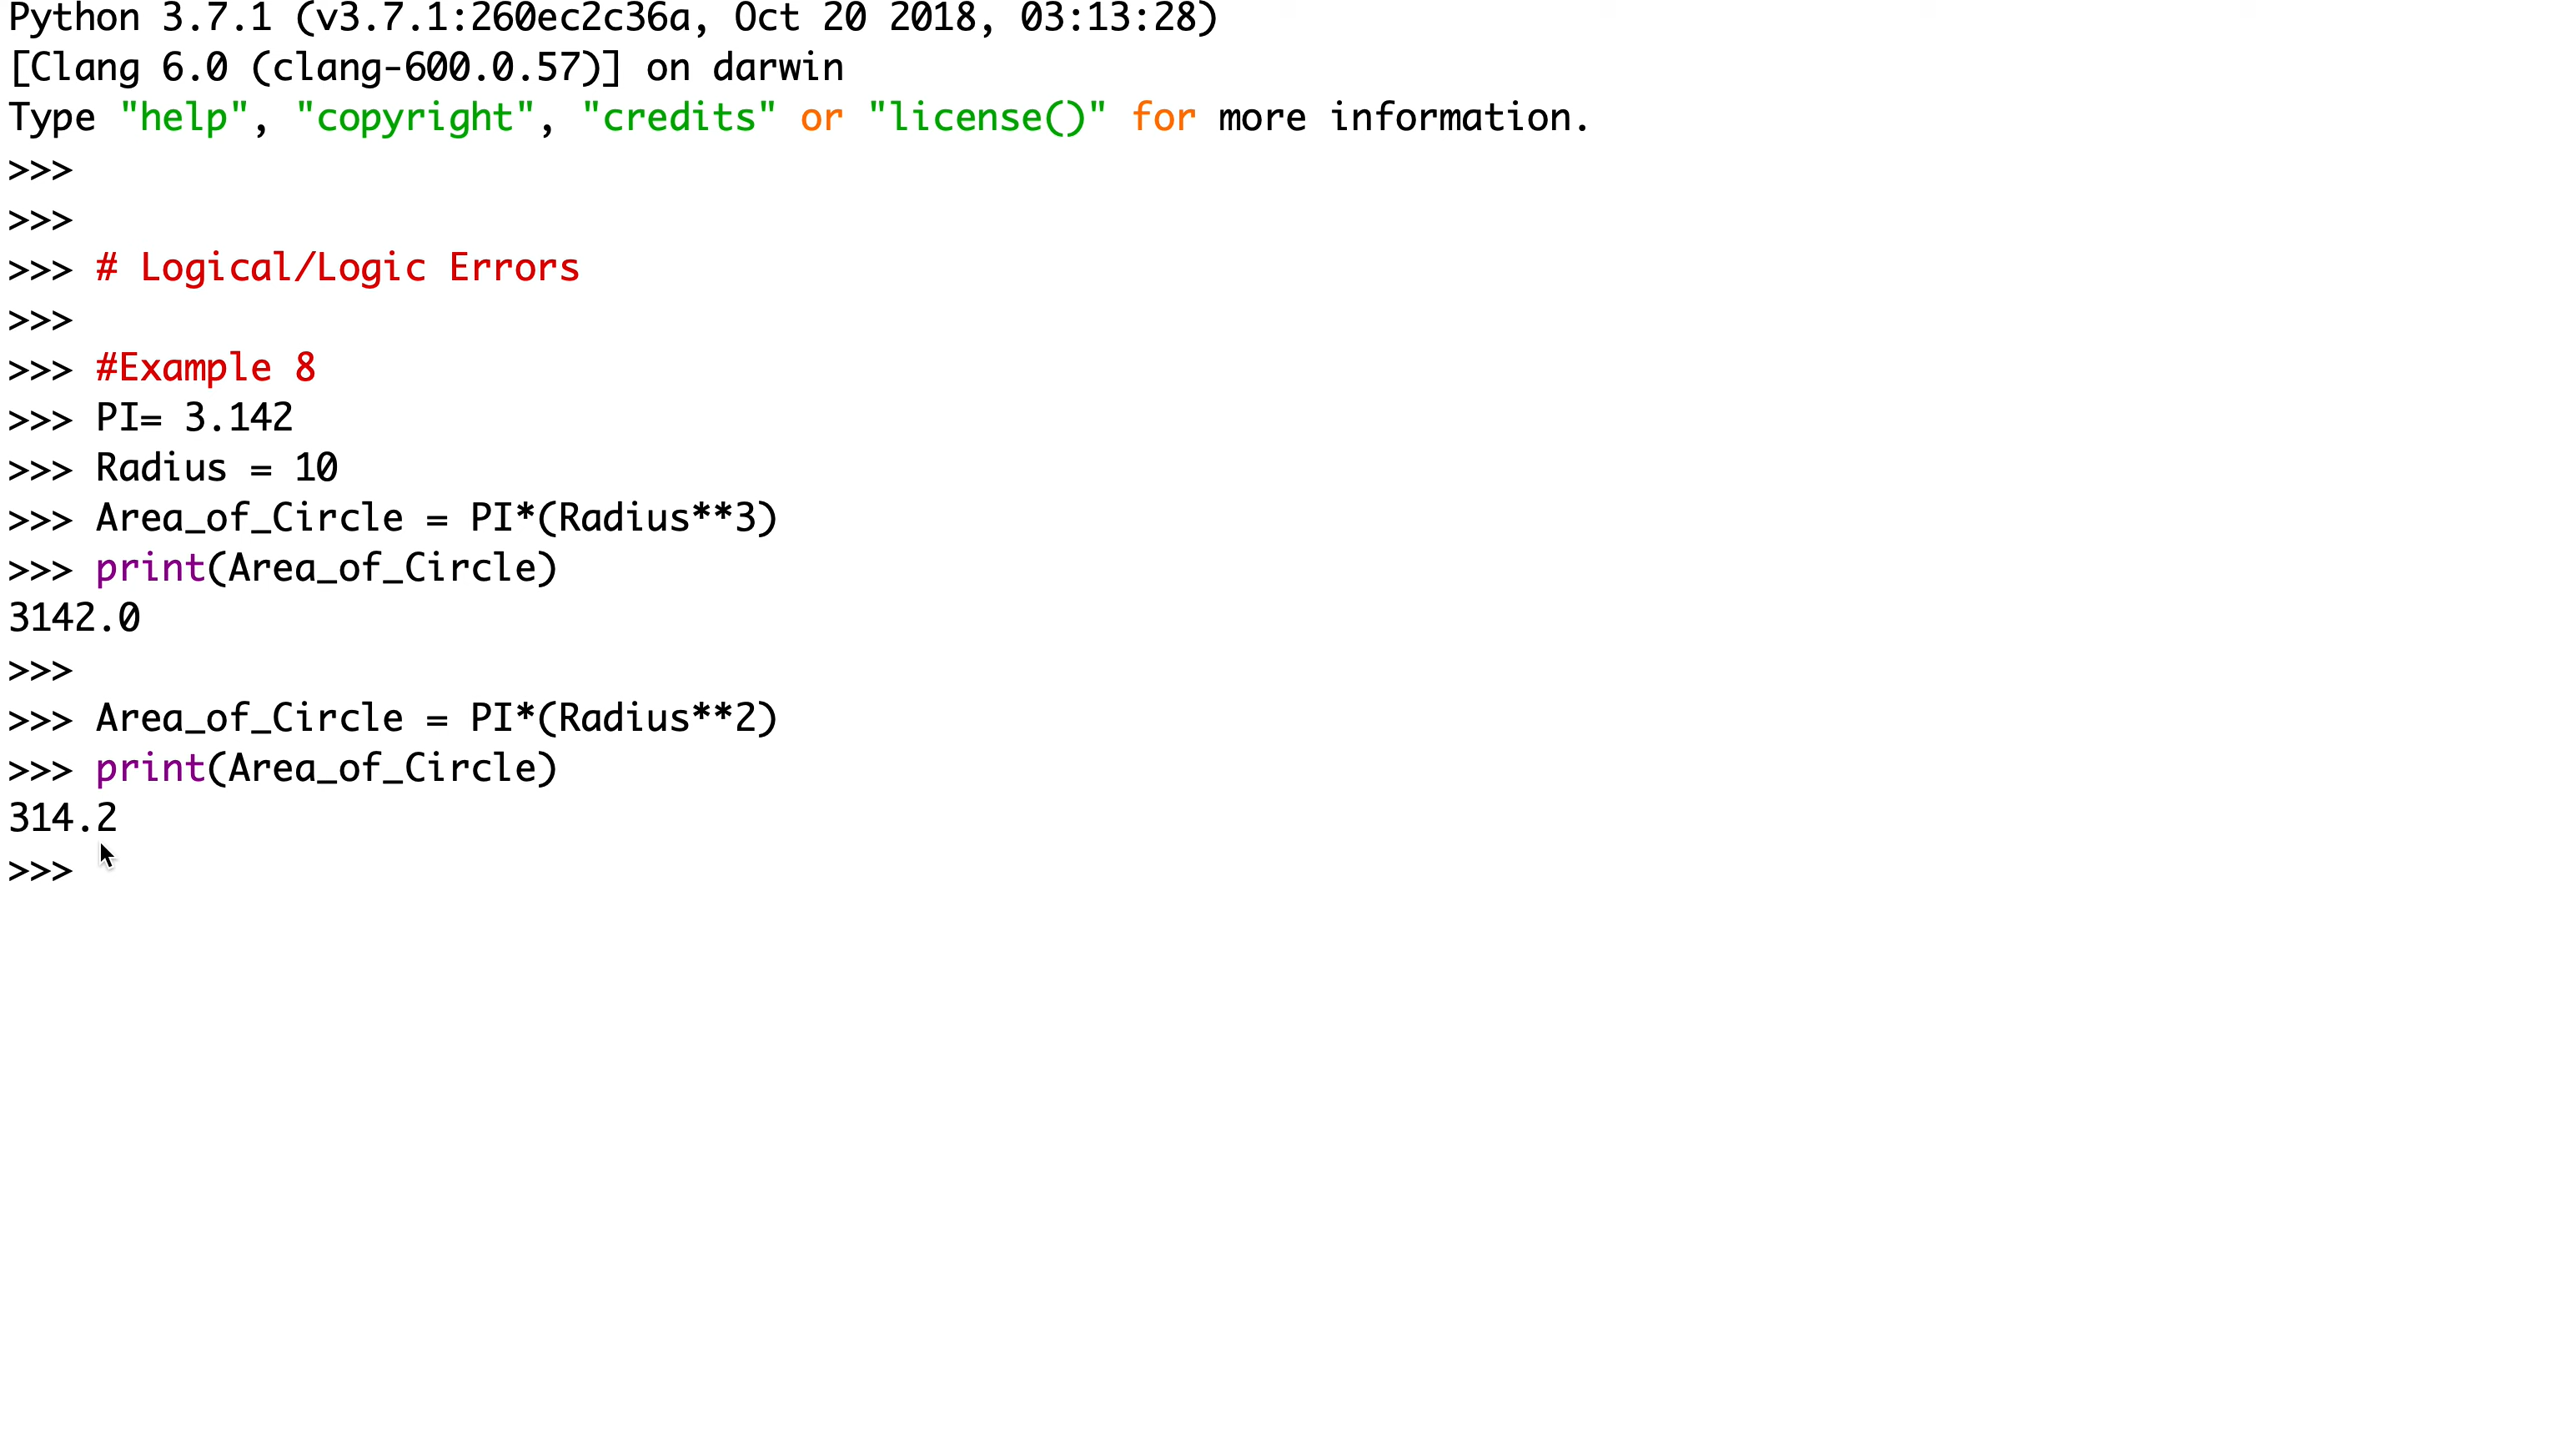 Python 3.7.1 (v3.7.1:260ec2c36a, Oct 20 2018, 03:13:28)
[Clang 6.0 (clang-600.0.57)] on darwin
Type "help", "copyright", "credits" or "license()" for more information.
>>>
>>>
>>> # Logical/Logic Errors
>>>
>>> #Example 8
>>> PI= 3.142
>>> Radius = 10
>>> Area_of_Circle = PI*(Radius**3)
>>> print(Area_of_Circle)
3142.0
>>>
>>> Area_of_Circle = PI*(Radius**2)
>>> print(Area_of_Circle)
314.2
>>>